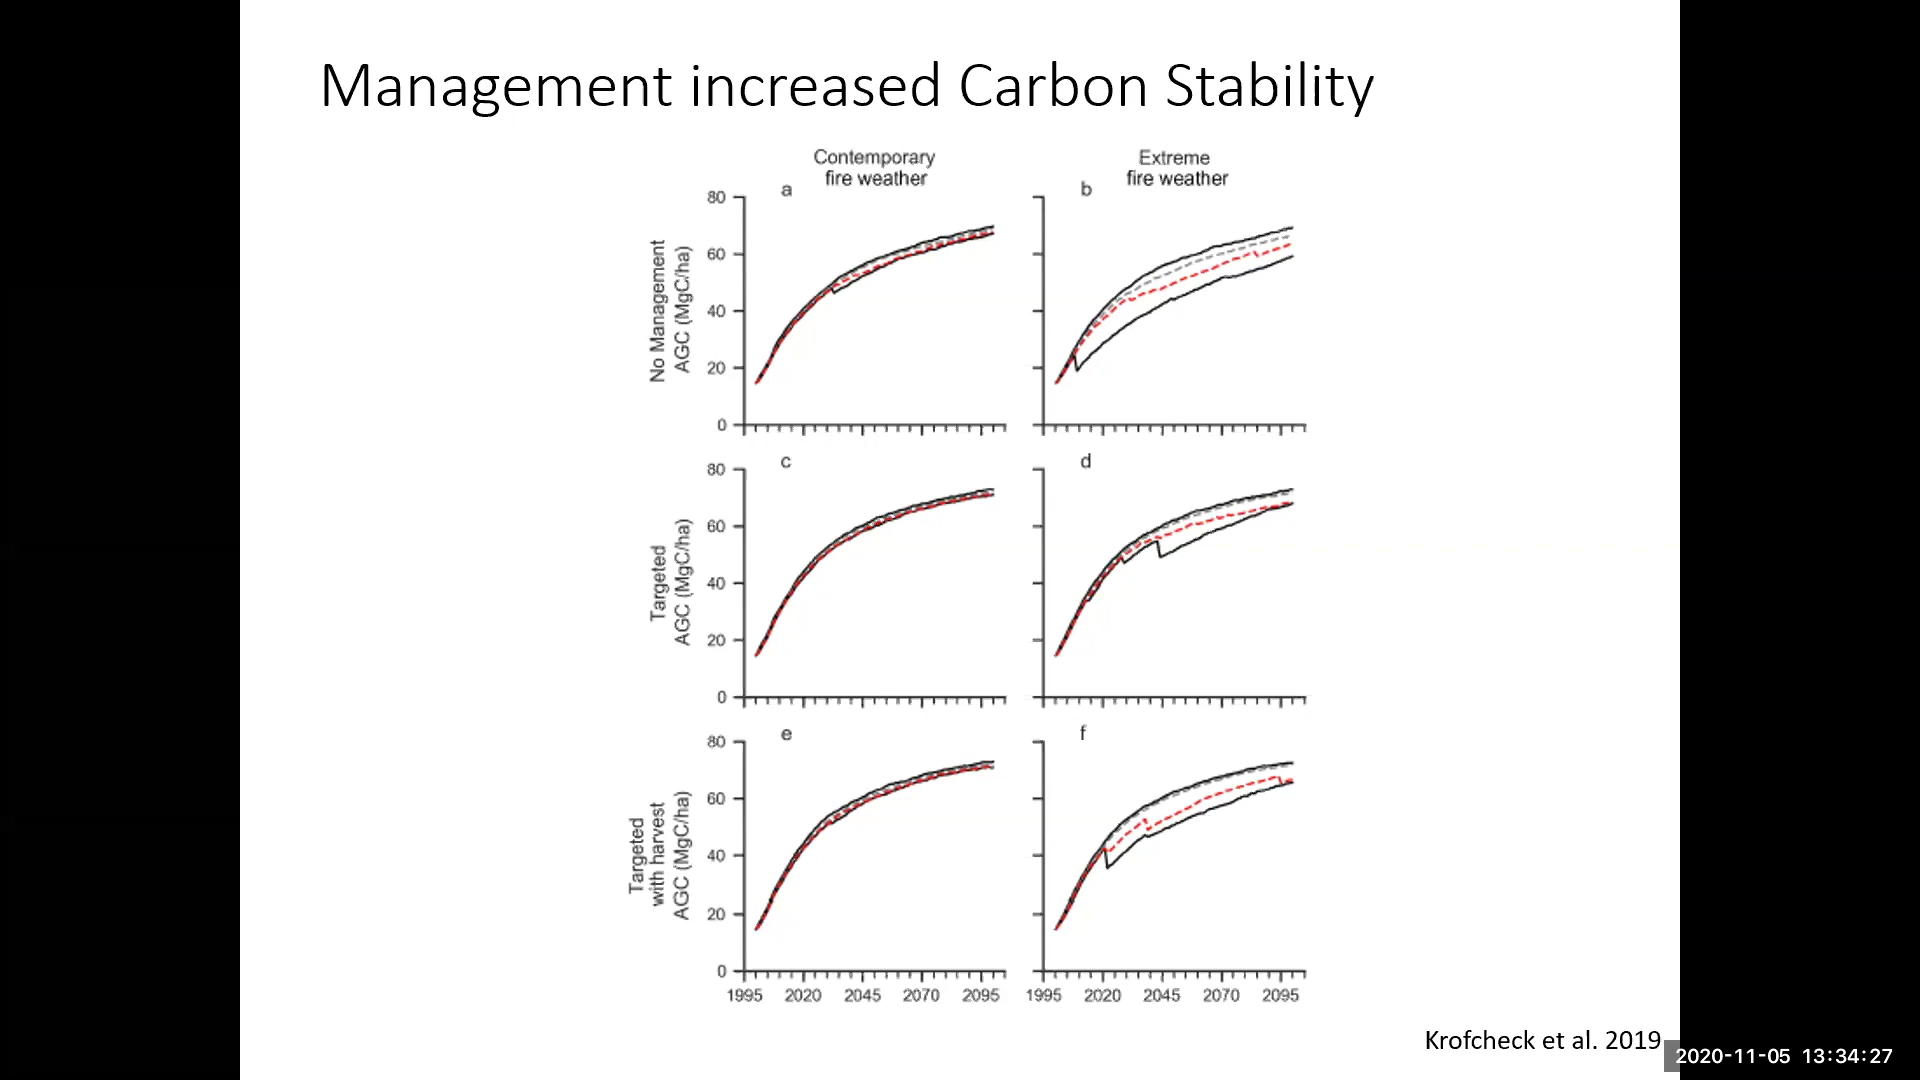 Management increased Carbon Stability
Contemporary
fire weather
Extreme
fire weather
a
b
No Management
AGC (MgC/ha)
80
60
40
20
0
c
d
Targeted
AGC (MgC/ha)
80
60
40
20
0
e
f
Targeted
with harvest
AGC (MgC/ha)
80
60
40
20
0
1995 2020 2045 2070 2095
1995 2020 2045 2070 2095
Krofcheck et al. 2019
2020-11-05 13:34:27